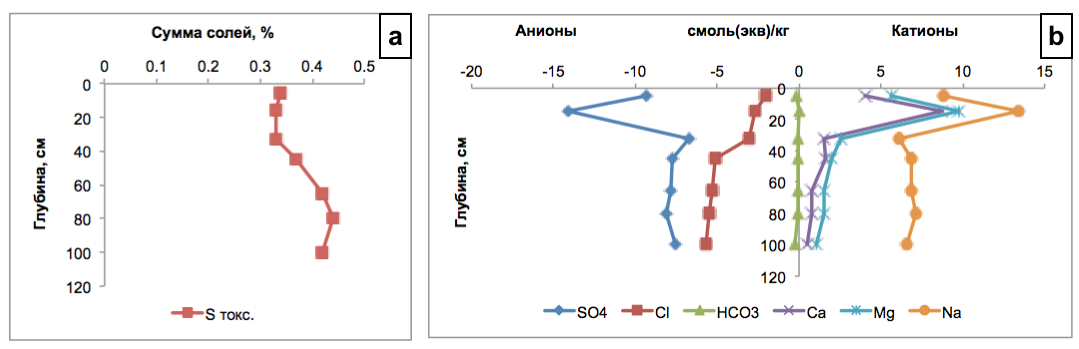 Сумма солей, %
a
0 0.1 0.2 0.3 0.4 0.5
0
20
40
60
80
100
120
Глубина, см
S токс.
b
Анионы смоль(экв)/кг Катионы
-20 -15 -10 -5 0 5 10 15
0
20
40
60
80
100
120
Глубина, см
SO4 Cl HCO3 Ca Mg Na